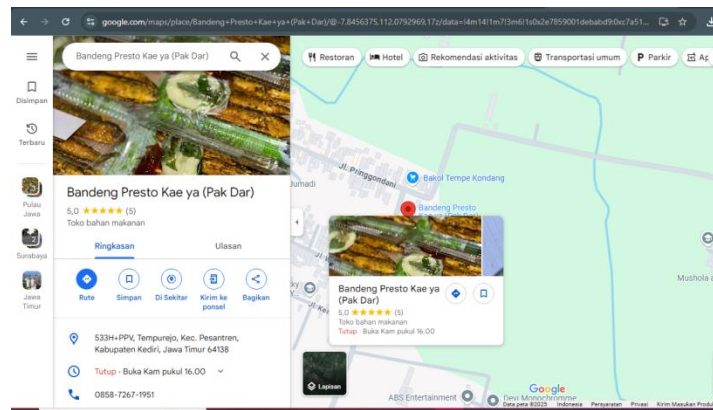 google.com/maps/place/Bandeng+Presto+Kae+ya+(Pak+Dar)/@-7.8456375,112.0792969,17z/data=!4m14!1m7!3m6!1s0x2e7859001debabd9:0xc7a51...
Bandeng Presto Kae ya (Pak Dar)
Restoran
Hotel
Rekomendasi aktivitas
Transportasi umum
P Parkir
Ap
Disimpan
Terbaru
Pulau Jawa
2
Surabaya
Jawa Timur
Bandeng Presto Kae ya (Pak Dar)
5,0 (5)
Toko bahan makanan
Ringkasan
Ulasan
Rute
Simpan
Di Sekitar
Kirim ke ponsel
Bagikan
533H+PPV, Tempurejo, Kec. Pesantren,
Kabupaten Kediri, Jawa Timur 64138
Tutup · Buka Kam pukul 16.00
0858-7267-1951
Jl. Pringgondani
Bakol Tempe Kondang
Bandeng Presto
Jumadi
Bandeng Presto Kae ya
(Pak Dar)
5,0 (5)
Toko bahan makanan
Tutup · Buka Kam pukul 16.00
Mushola
Lapisan
ABS Entertainment
Devi Monochromme
Google
Data peta ©2025 Indonesia Persyaratan Privasi Kirim Masukan Produk